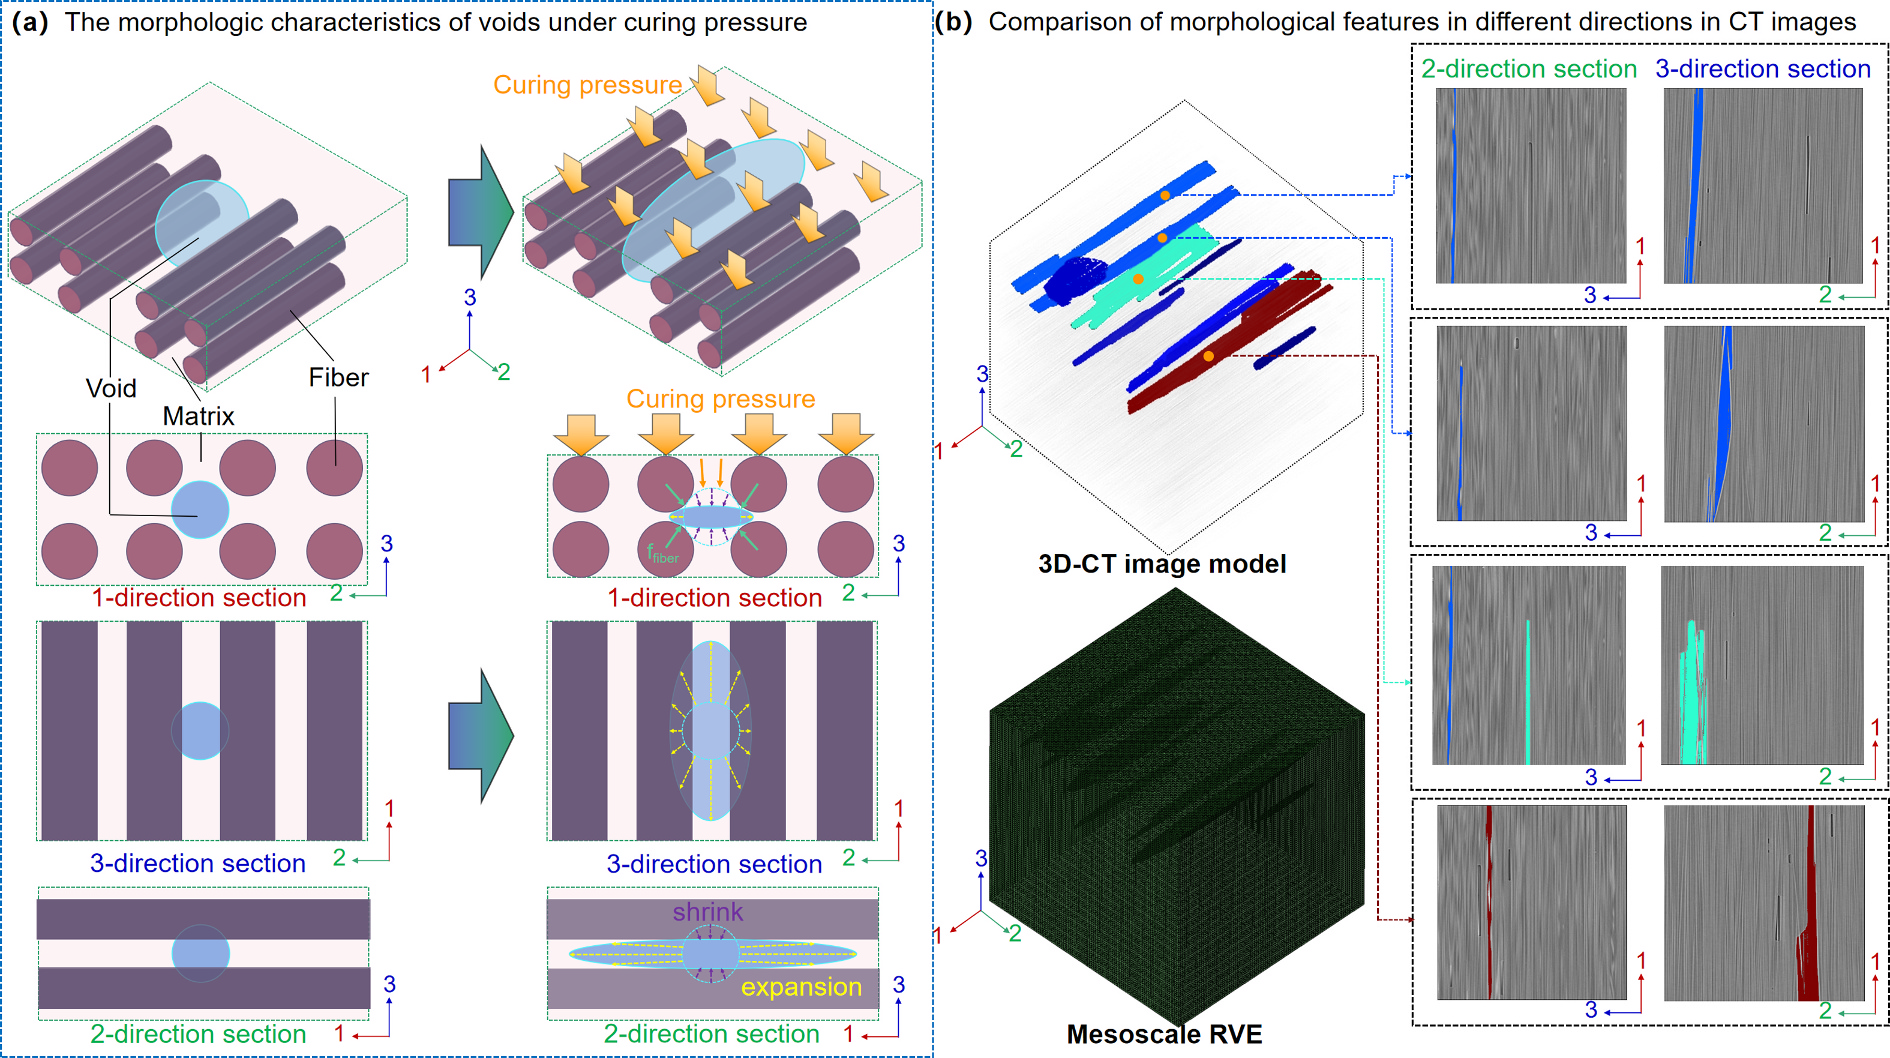 (a) The morphologic characteristics of voids under curing pressure
Curing pressure
3
1
2
Void
Matrix
Fiber
Curing pressure
f_fiber
3
2
1-direction section
3
2
1-direction section
1
2
3-direction section
1
2
3-direction section
shrink
expansion
3
1
2-direction section
3
1
2-direction section
(b) Comparison of morphological features in different directions in CT images
2-direction section
3-direction section
1
3
1
2
3
1
2
3D-CT image model
1
3
1
2
1
3
1
2
3
1
2
Mesoscale RVE
1
3
1
2